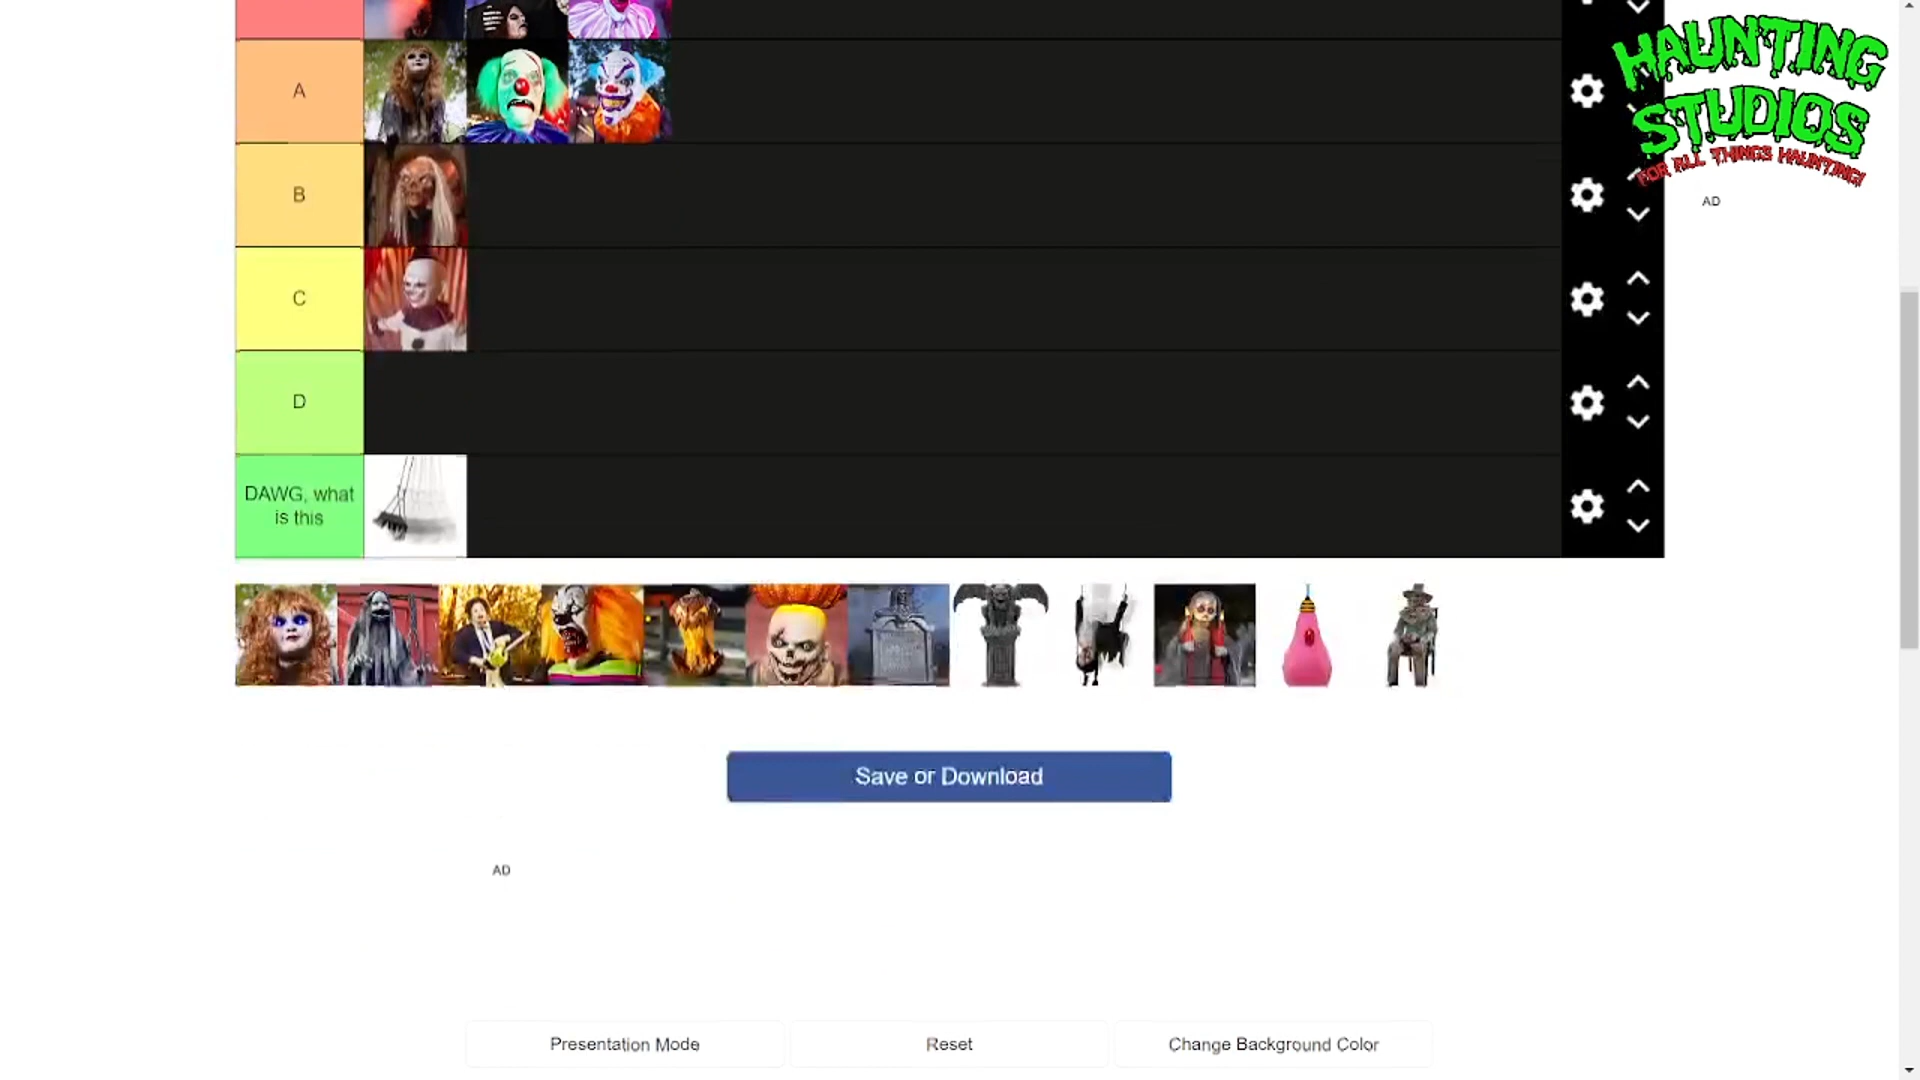 HAUNTING
STUDIOS
FOR ALL THINGS HAUNTING!
AD
A
B
C
D
DAWG, what
is this
Save or Download
AD
Presentation Mode
Reset
Change Background Color